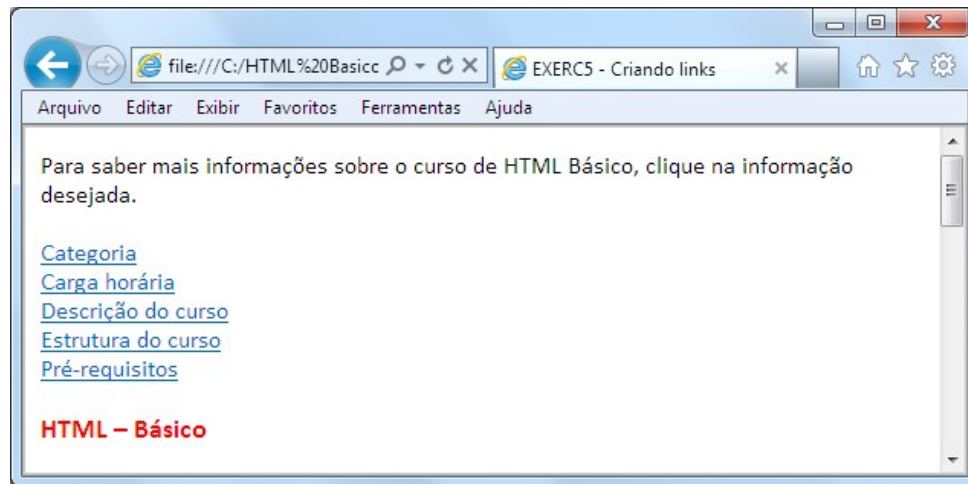 file:///C:/HTML%20Basicc
EXERC5 - Criando links
Arquivo Editar Exibir Favoritos Ferramentas Ajuda
Para saber mais informações sobre o curso de HTML Básico, clique na informação
desejada.
Categoria
Carga horária
Descrição do curso
Estrutura do curso
Pré-requisitos
HTML – Básico